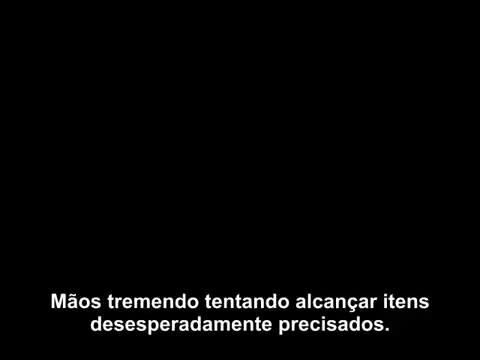 Mãos tremendo tentando alcançar itens
desesperadamente precisados.